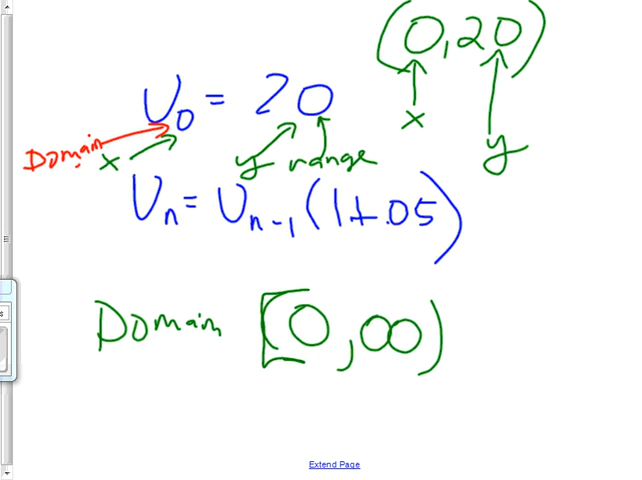 (0,20)
x
y
U₀ = 20
Domain x y range
Uₙ = Uₙ₋₁ (1+.05)
Domain [0,∞)
Extend Page